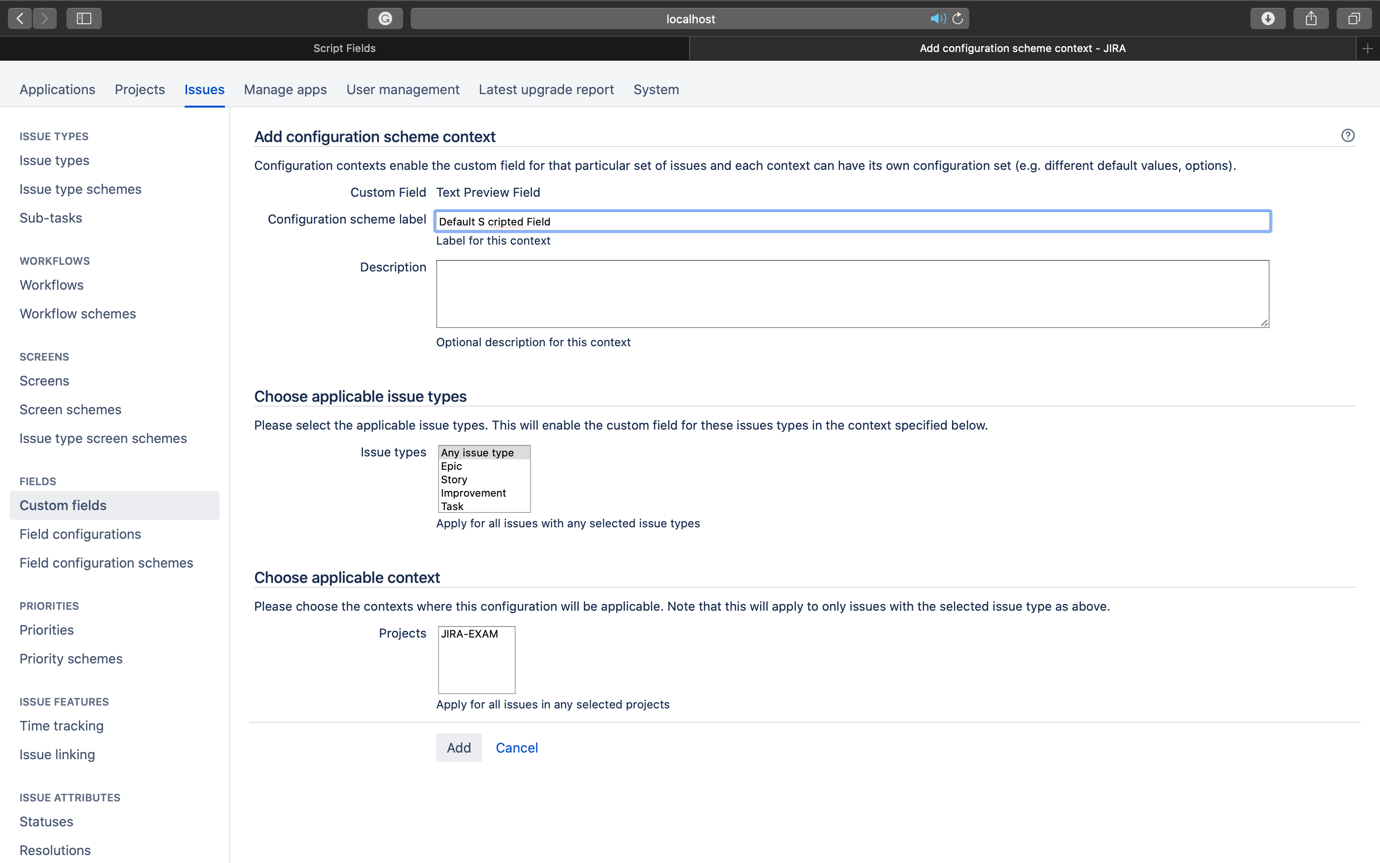 localhost
Script Fields
Add configuration scheme context - JIRA
Applications Projects Issues Manage apps User management Latest upgrade report System
ISSUE TYPES
Issue types
Issue type schemes
Sub-tasks
WORKFLOWS
Workflows
Workflow schemes
SCREENS
Screens
Screen schemes
Issue type screen schemes
FIELDS
Custom fields
Field configurations
Field configuration schemes
PRIORITIES
Priorities
Priority schemes
ISSUE FEATURES
Time tracking
Issue linking
ISSUE ATTRIBUTES
Statuses
Resolutions
Add configuration scheme context
Configuration contexts enable the custom field for that particular set of issues and each context can have its own configuration set (e.g. different default values, options).
Custom Field Text Preview Field
Configuration scheme label Default S cripted Field
Label for this context
Description
Optional description for this context
Choose applicable issue types
Please select the applicable issue types. This will enable the custom field for these issues types in the context specified below.
Issue types Any issue type
Epic
Story
Improvement
Task
Apply for all issues with any selected issue types
Choose applicable context
Please choose the contexts where this configuration will be applicable. Note that this will apply to only issues with the selected issue type as above.
Projects JIRA-EXAM
Apply for all issues in any selected projects
Add Cancel